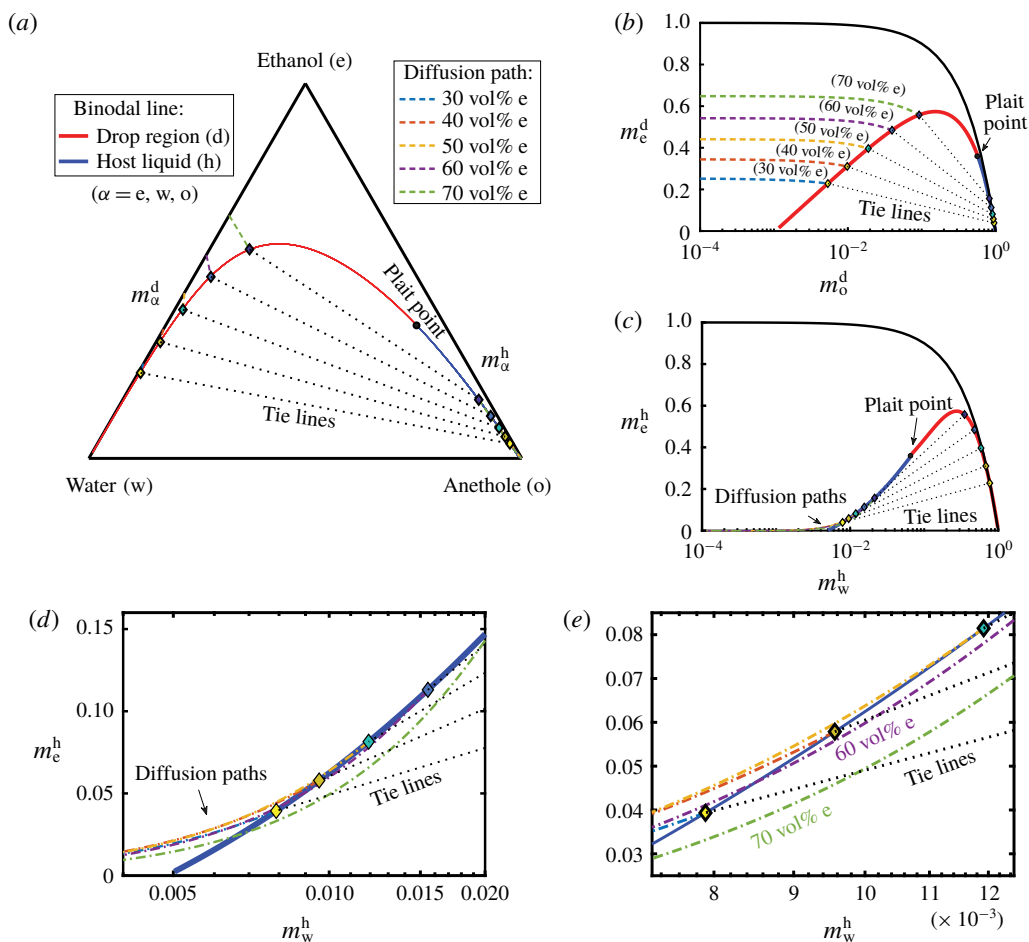 (a)
Ethanol (e)
Binodal line:
Drop region (d)
Host liquid (h)
(α = e, w, o)
Diffusion path:
30 vol% e
40 vol% e
50 vol% e
60 vol% e
70 vol% e
m_α^d
Plait point
m_α^h
Tie lines
Water (w)
Anethole (o)
(b)
1.0
0.8
0.6
0.4
0.2
0
m_e^d
(70 vol% e)
(60 vol% e)
(50 vol% e)
(40 vol% e)
(30 vol% e)
Plait
point
Tie lines
10^-4
10^-2
10^0
m_o^d
(c)
1.0
0.8
0.6
0.4
0.2
0
m_e^h
Plait point
Diffusion paths
Tie lines
10^-4
10^-2
10^0
m_w^h
(d)
0.15
0.10
0.05
0.00
m_e^h
Diffusion paths
Tie lines
0.005
0.010
0.015
0.020
m_w^h
(e)
0.08
0.07
0.06
0.05
0.04
0.03
60 vol% e
70 vol% e
Tie lines
8
9
10
11
12
(× 10^-3)
m_w^h